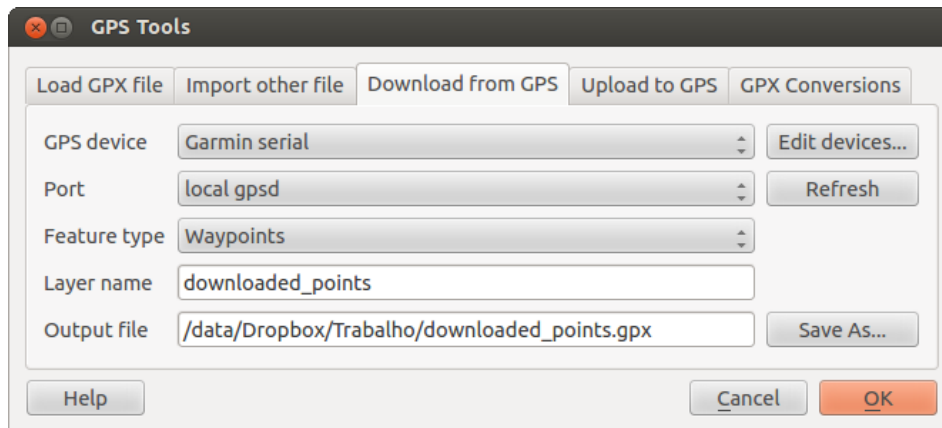 GPS Tools
Load GPX file Import other file Download from GPS Upload to GPS GPX Conversions
GPS device Garmin serial Edit devices...
Port local gpsd Refresh
Feature type Waypoints
Layer name downloaded_points
Output file /data/Dropbox/Trabalho/downloaded_points.gpx Save As...
Help Cancel OK